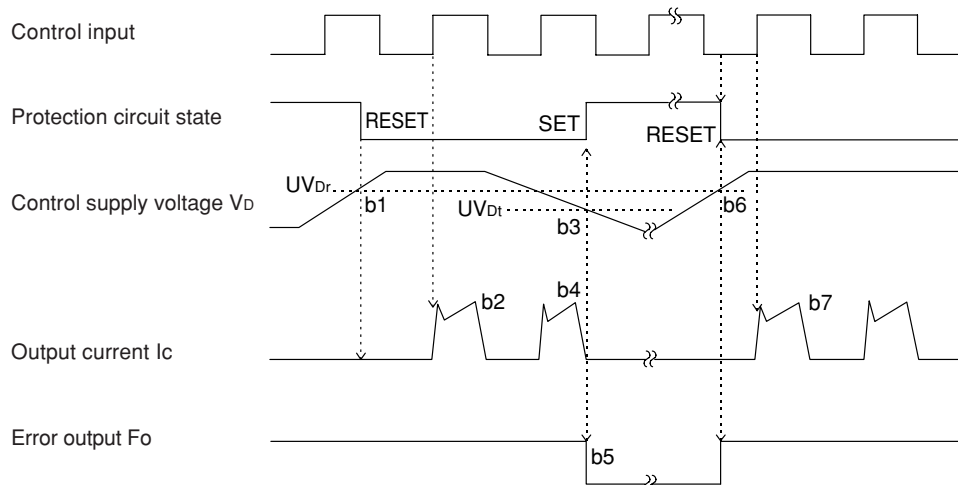 Control input
Protection circuit state
RESET
SET
RESET
UVDr
Control supply voltage VD
b1
UVDt
b3
b6
b2
b4
b7
Output current Ic
Error output Fo
b5